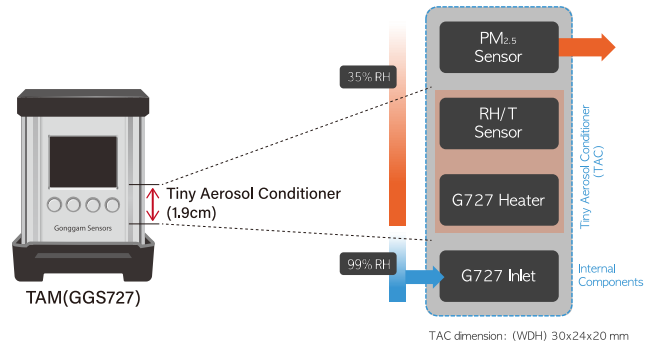 PM2.5
Sensor
35% RH
RH/T
Sensor
Tiny Aerosol Conditioner
(TAC)
Tiny Aerosol Conditioner
(1.9cm)
G727 Heater
Gonggam Sensors
99% RH
G727 Inlet
Internal
Components
TAM(GGS727)
TAC dimension: (WDH) 30x24x20 mm